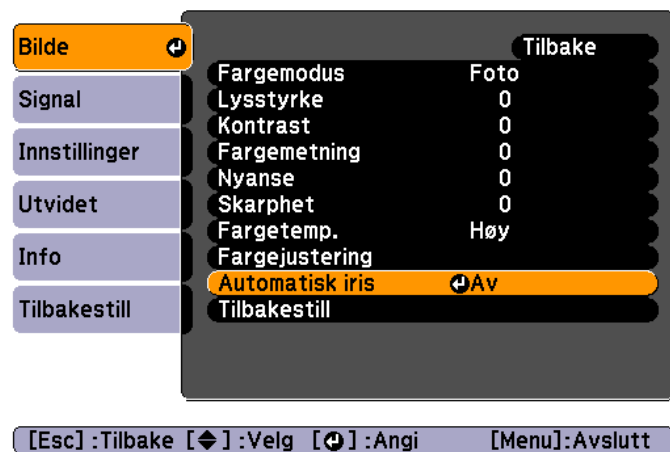 Bilde
Signal
Innstillinger
Utvidet
Info
Tilbakestill
Tilbake
Fargemodus Foto
Lysstyrke 0
Kontrast 0
Fargemetning 0
Nyanse 0
Skarphet 0
Fargetemp. Høy
Fargejustering
Automatisk iris Av
Tilbakestill
[Esc] :Tilbake [ ] :Velg [ ] :Angi [Menu]:Avslutt